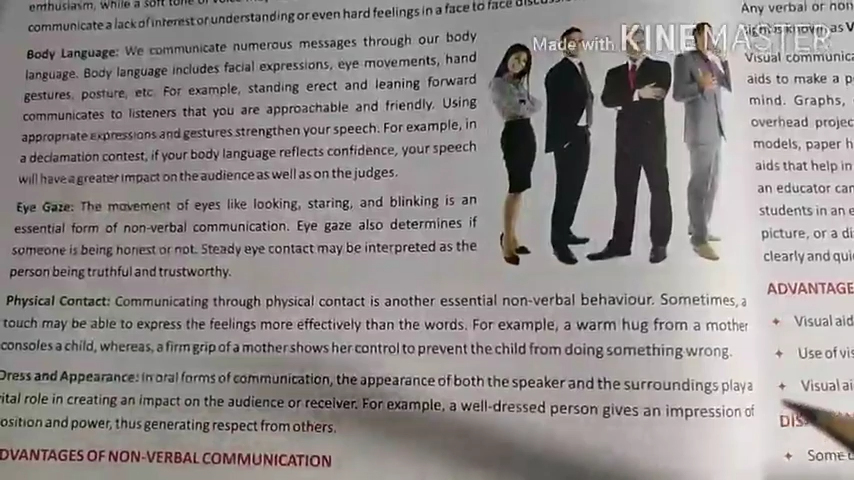 enthusiasm, while a soft tone or
communicate a lack of interest or understanding or even hard feelings in a face to face
Body Language: We communicate numerous messages through our body
language. Body language includes facial expressions, eye movements, hand
gestures, posture, etc. For example, standing erect and leaning forward
communicates to listeners that you are approachable and friendly. Using
appropriate expressions and gestures strengthen your speech. For example, in
a declamation contest, if your body language reflects confidence, your speech
will have a greater impact on the audience as well as on the judges.
Eye Gaze: The movement of eyes like looking, staring, and blinking is an
essential form of non-verbal communication. Eye gaze also determines if
someone is being honest or not. Steady eye contact may be interpreted as the
person being truthful and trustworthy.
Physical Contact: Communicating through physical contact is another essential non-verbal behaviour. Sometimes, a
touch may be able to express the feelings more effectively than the words. For example, a warm hug from a mother
consoles a child, whereas, a firm grip of a mother shows her control to prevent the child from doing something wrong.
Dress and Appearance: In oral forms of communication, the appearance of both the speaker and the surroundings play a
vital role in creating an impact on the audience or receiver. For example, a well-dressed person gives an impression of
osition and power, thus generating respect from others.
DVANTAGES OF NON-VERBAL COMMUNICATION
Made with KINEMASTER
Any verbal or non
is known as V
Visual communica
aids to make a p
mind. Graphs,
overhead projec
models, paper h
aids that help in
an educator can
students in an e
picture, or a di
clearly and quic
ADVANTAGE
Visual aid
Use of vis
Visual ai
DIS
Some